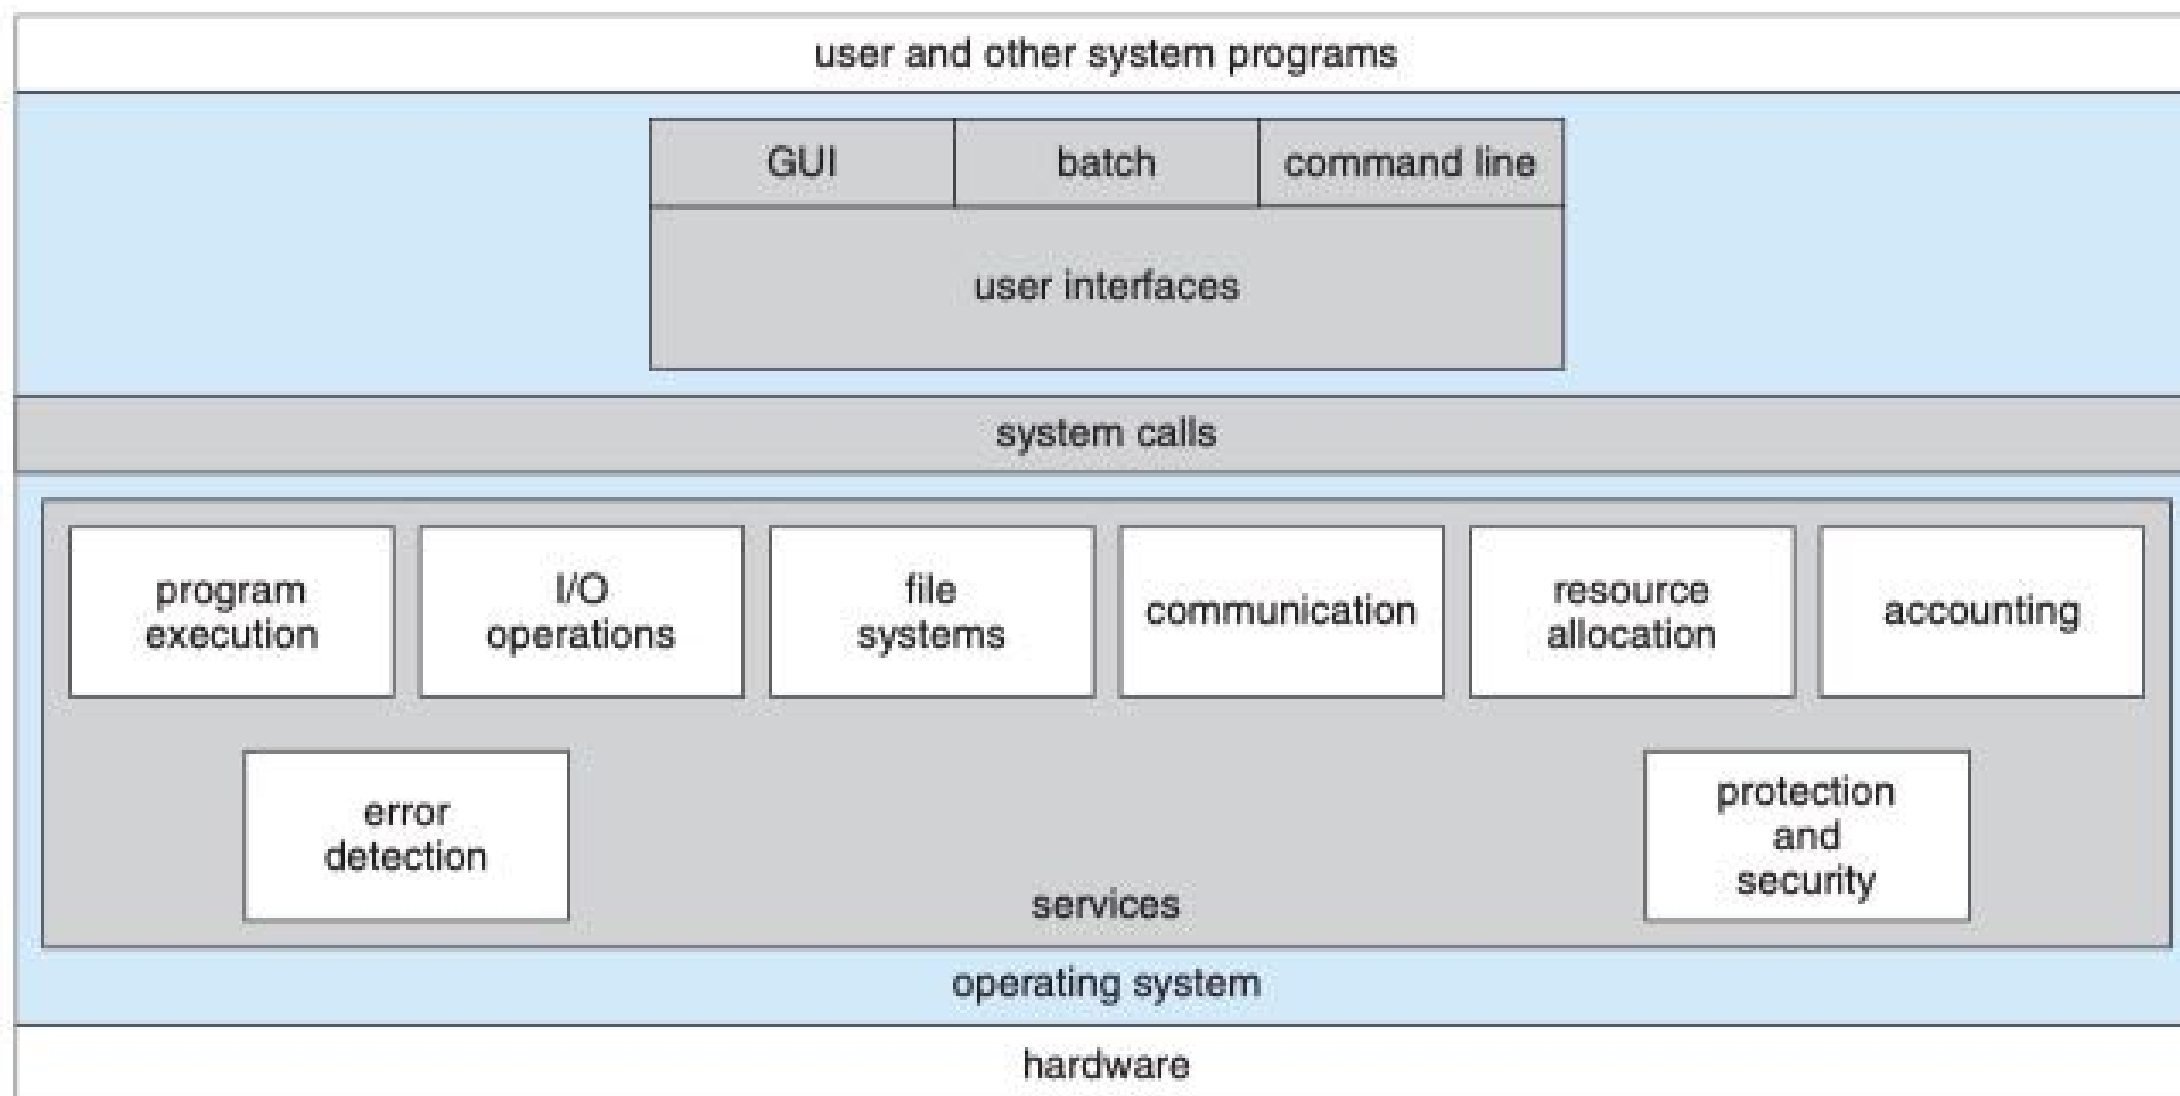 user and other system programs
GUI
batch
command line
user interfaces
system calls
program
execution
I/O
operations
file
systems
communication
resource
allocation
accounting
error
detection
protection
and
security
services
operating system
hardware